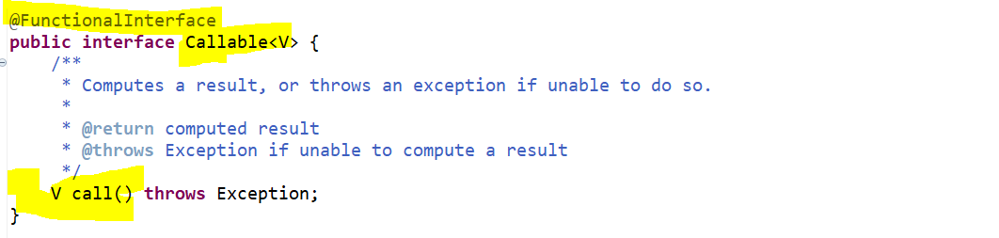 @FunctionalInterface
public interface Callable<V> {
/**
* Computes a result, or throws an exception if unable to do so.
*
* @return computed result
* @throws Exception if unable to compute a result
*/
V call() throws Exception;
}